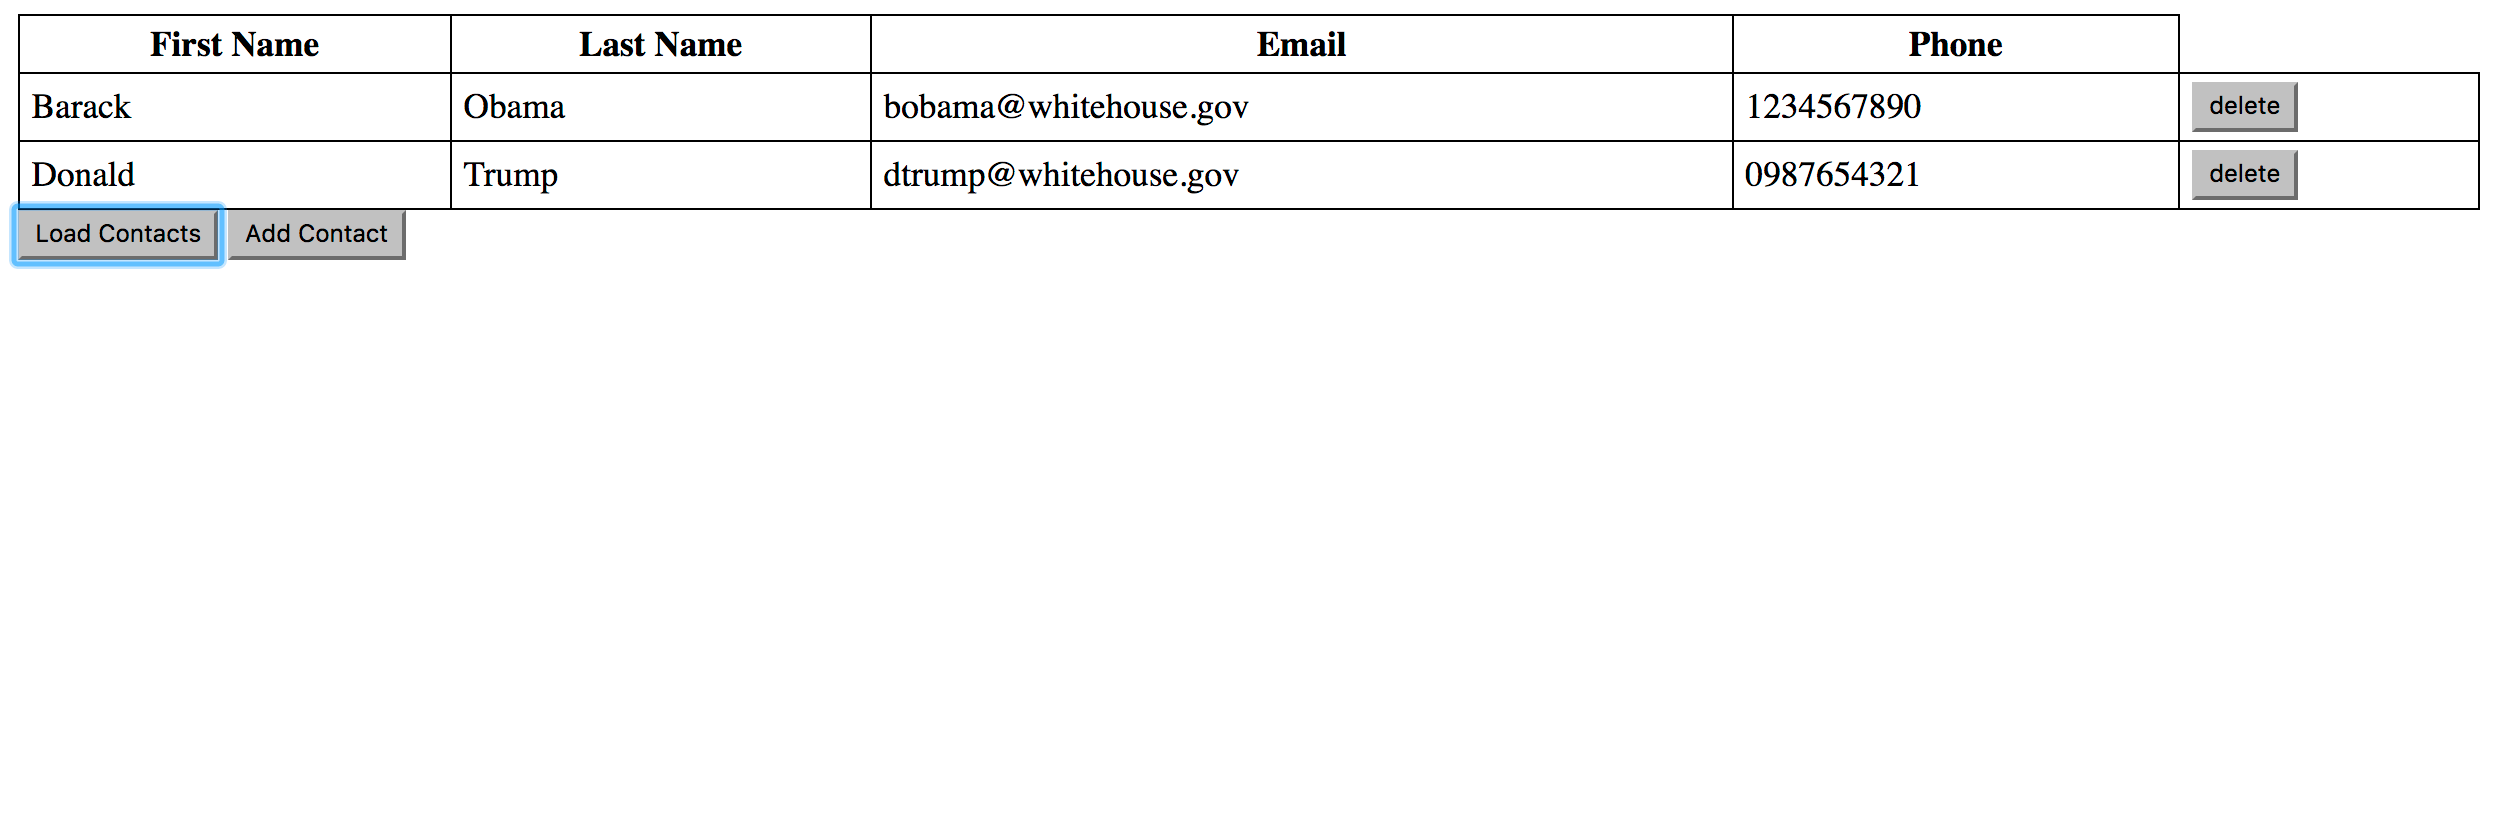 First Name Last Name Email Phone
Barack Obama bobama@whitehouse.gov 1234567890 delete
Donald Trump dtrump@whitehouse.gov 0987654321 delete
Load Contacts Add Contact